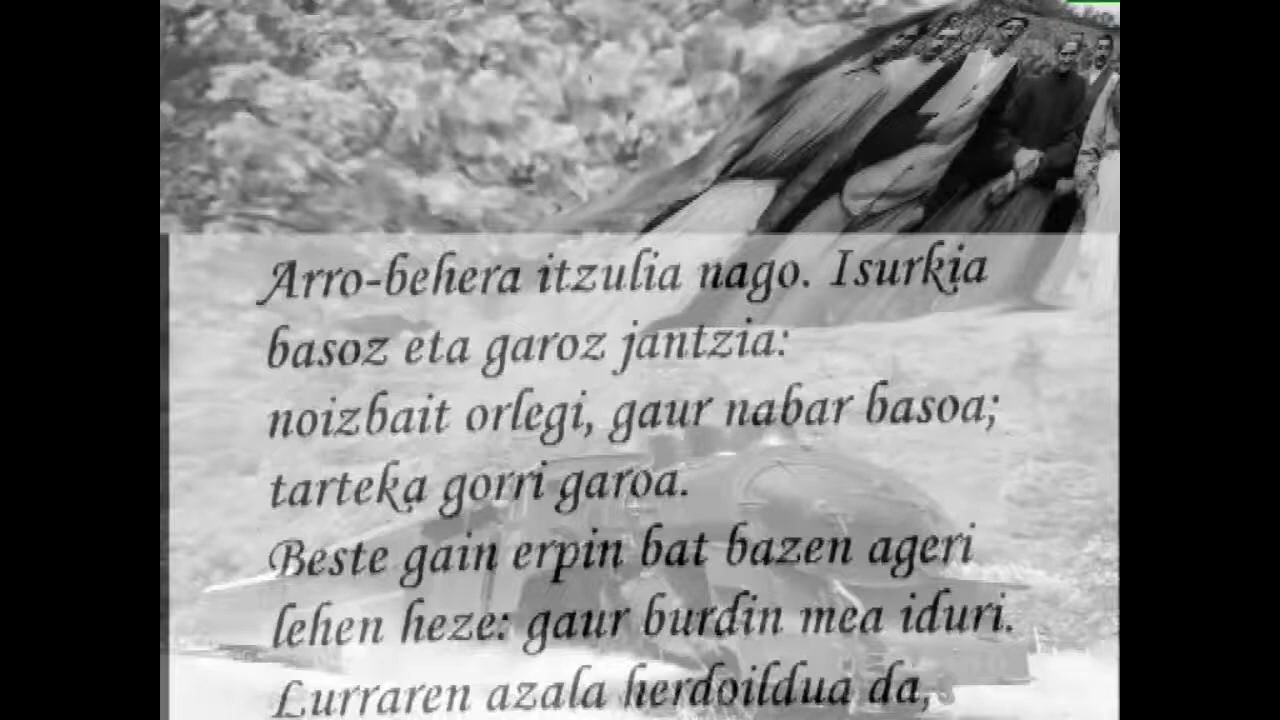 Arro-behera itzulia nago. Isurkia
basoz eta garoz jantzia:
noizbait orlegi, gaur nabar basoa;
tarteka gorri garoa.
Beste gain erpin bat bazen ageri
lehen heze: gaur burdin mea iduri.
Lurraren azala herdoildua da,